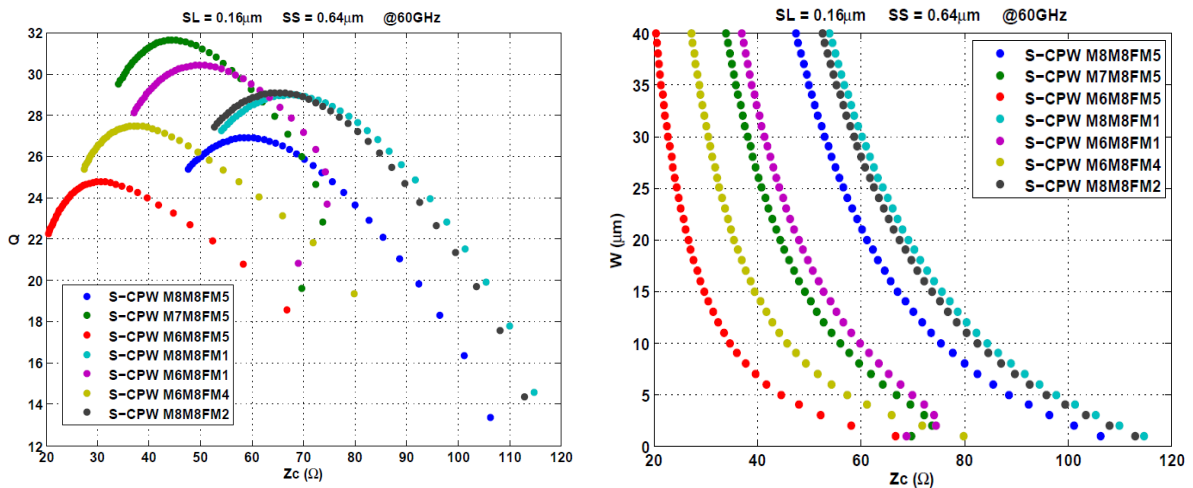 SL = 0.16μm SS = 0.64μm @60GHz
32
30
28
26
24
22
20
18
16
14
12
Q
S-CPW M8M8FM5
S-CPW M7M8FM5
S-CPW M6M8FM5
S-CPW M8M8FM1
S-CPW M6M8FM1
S-CPW M6M8FM4
S-CPW M8M8FM2
20 30 40 50 60 70 80 90 100 110 120
Zc (Ω)
SL = 0.16μm SS = 0.64μm @60GHz
40
35
30
25
20
15
10
5
0
W (μm)
S-CPW M8M8FM5
S-CPW M7M8FM5
S-CPW M6M8FM5
S-CPW M8M8FM1
S-CPW M6M8FM1
S-CPW M6M8FM4
S-CPW M8M8FM2
20 40 60 80 100 120
Zc (Ω)